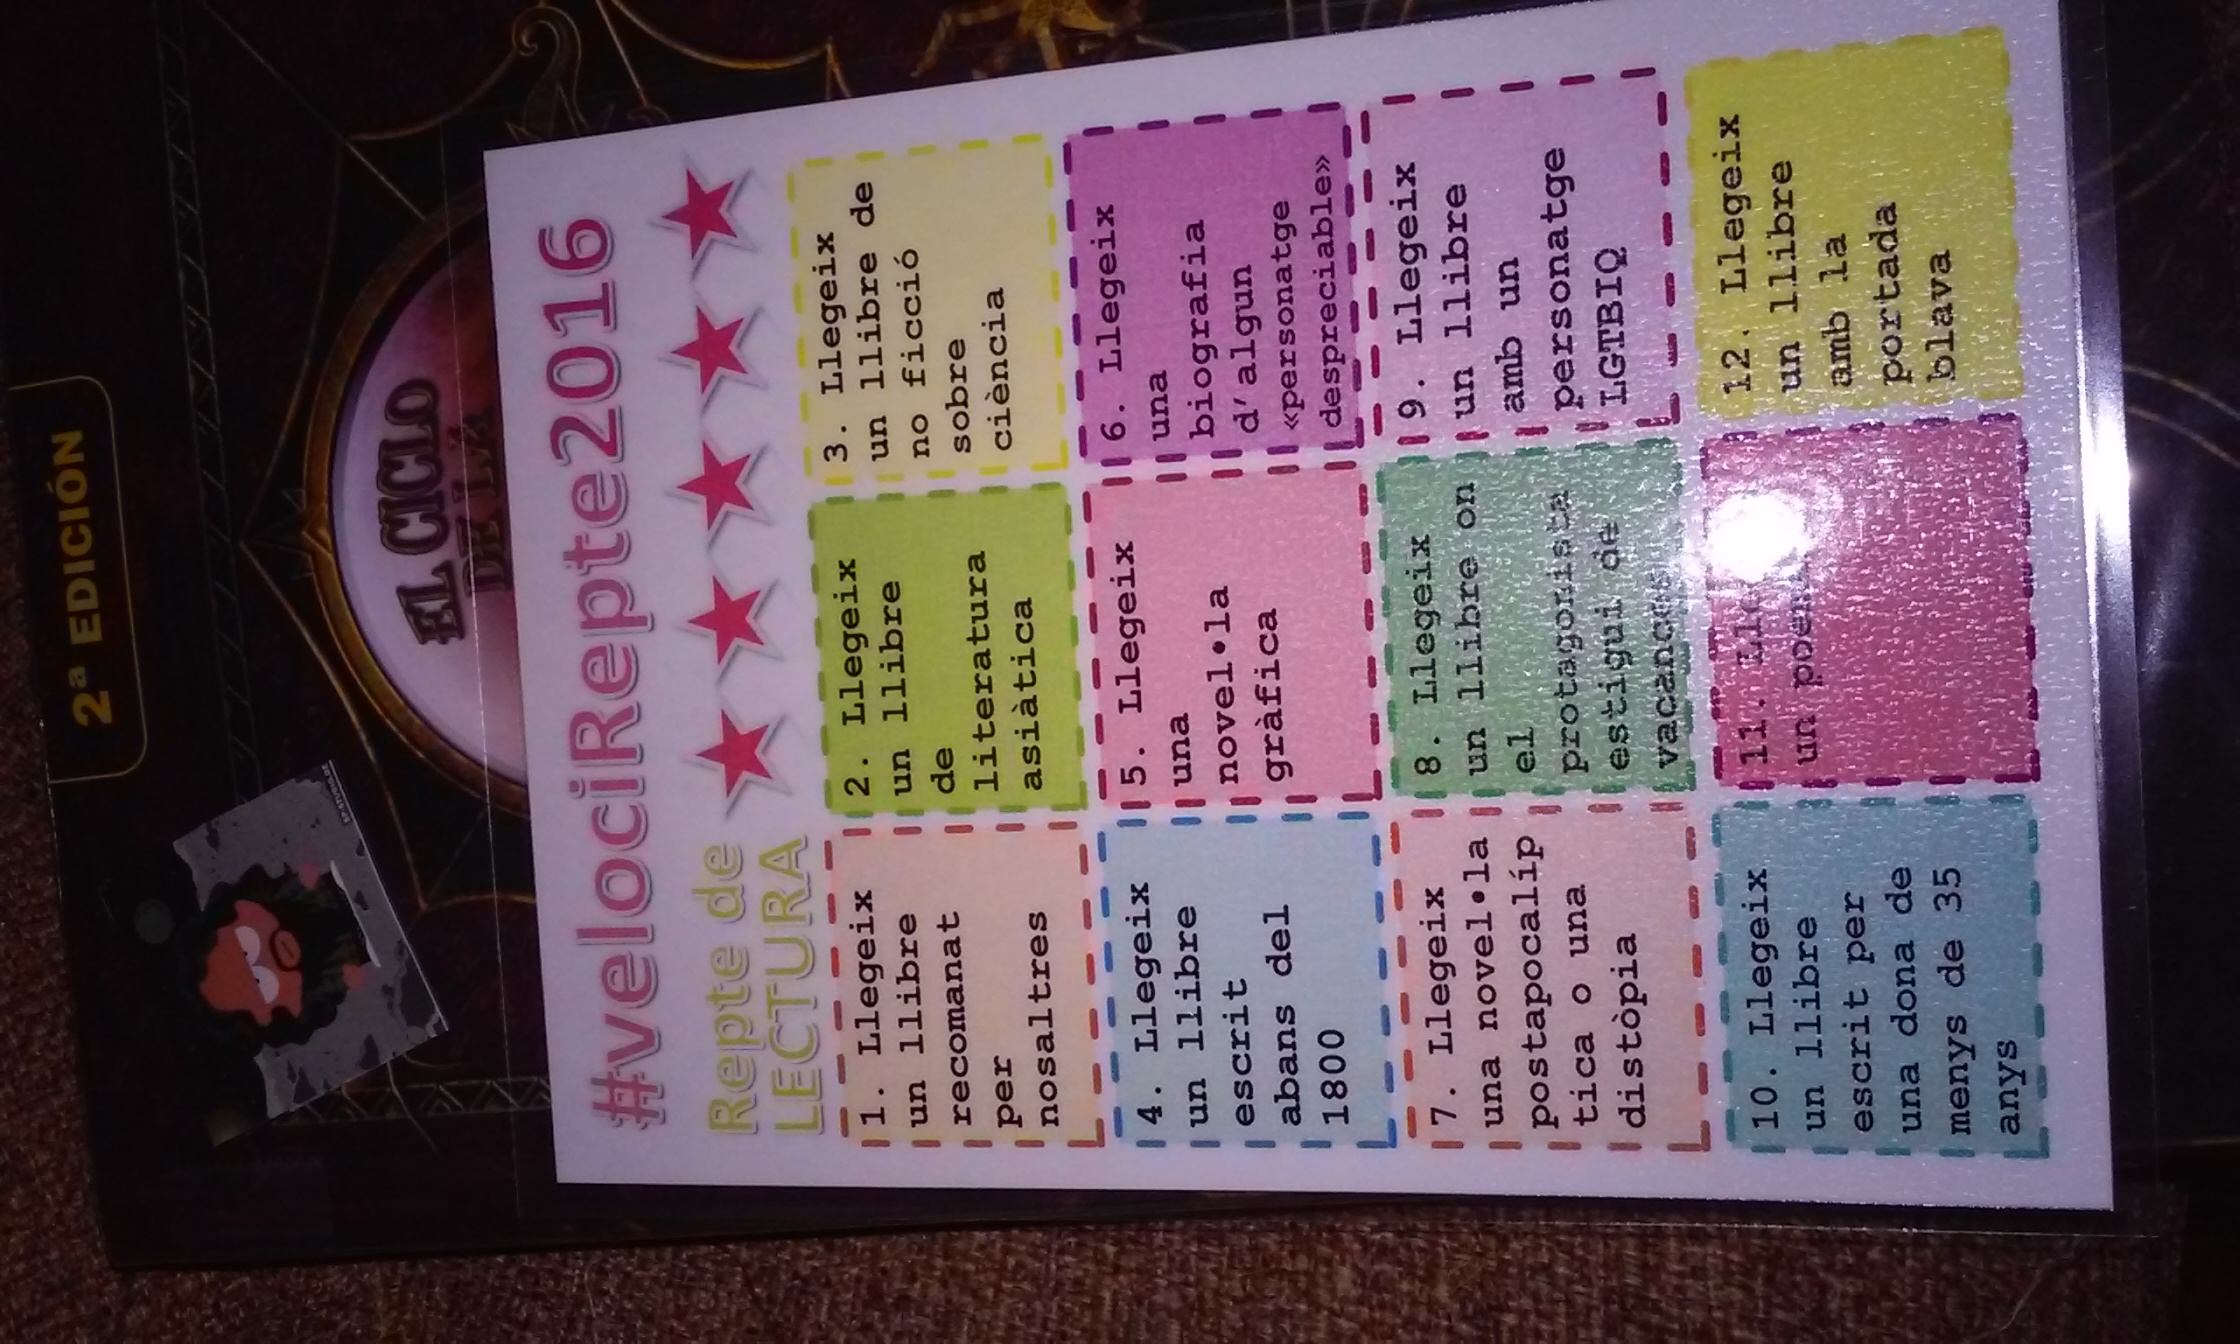 2ª EDICIÓN
EL CICLO
#velociRepte2016
Repte de
LECTURA
1. Llegeix
un llibre
recomanat
per
nosaltres
2. Llegeix
un llibre
de
literatura
asiàtica
3. Llegeix
un llibre de
no ficció
sobre
ciència
4. Llegeix
un llibre
escrit
abans del
1800
5. Llegeix
una
novel·la
gràfica
6. Llegeix
una
biografia
d'algun
«personatge
despreciable»
7. Llegeix
una novel·la
postapocalíp
tica o una
distòpia
8. Llegeix
un llibre on
el
protagonista
estigui de
vacances
9. Llegeix
un llibre
amb un
personatge
LGTBIQ
10. Llegeix
un llibre
escrit per
una dona de
menys de 35
anys
11.
un
12. Llegeix
un llibre
amb la
portada
blava